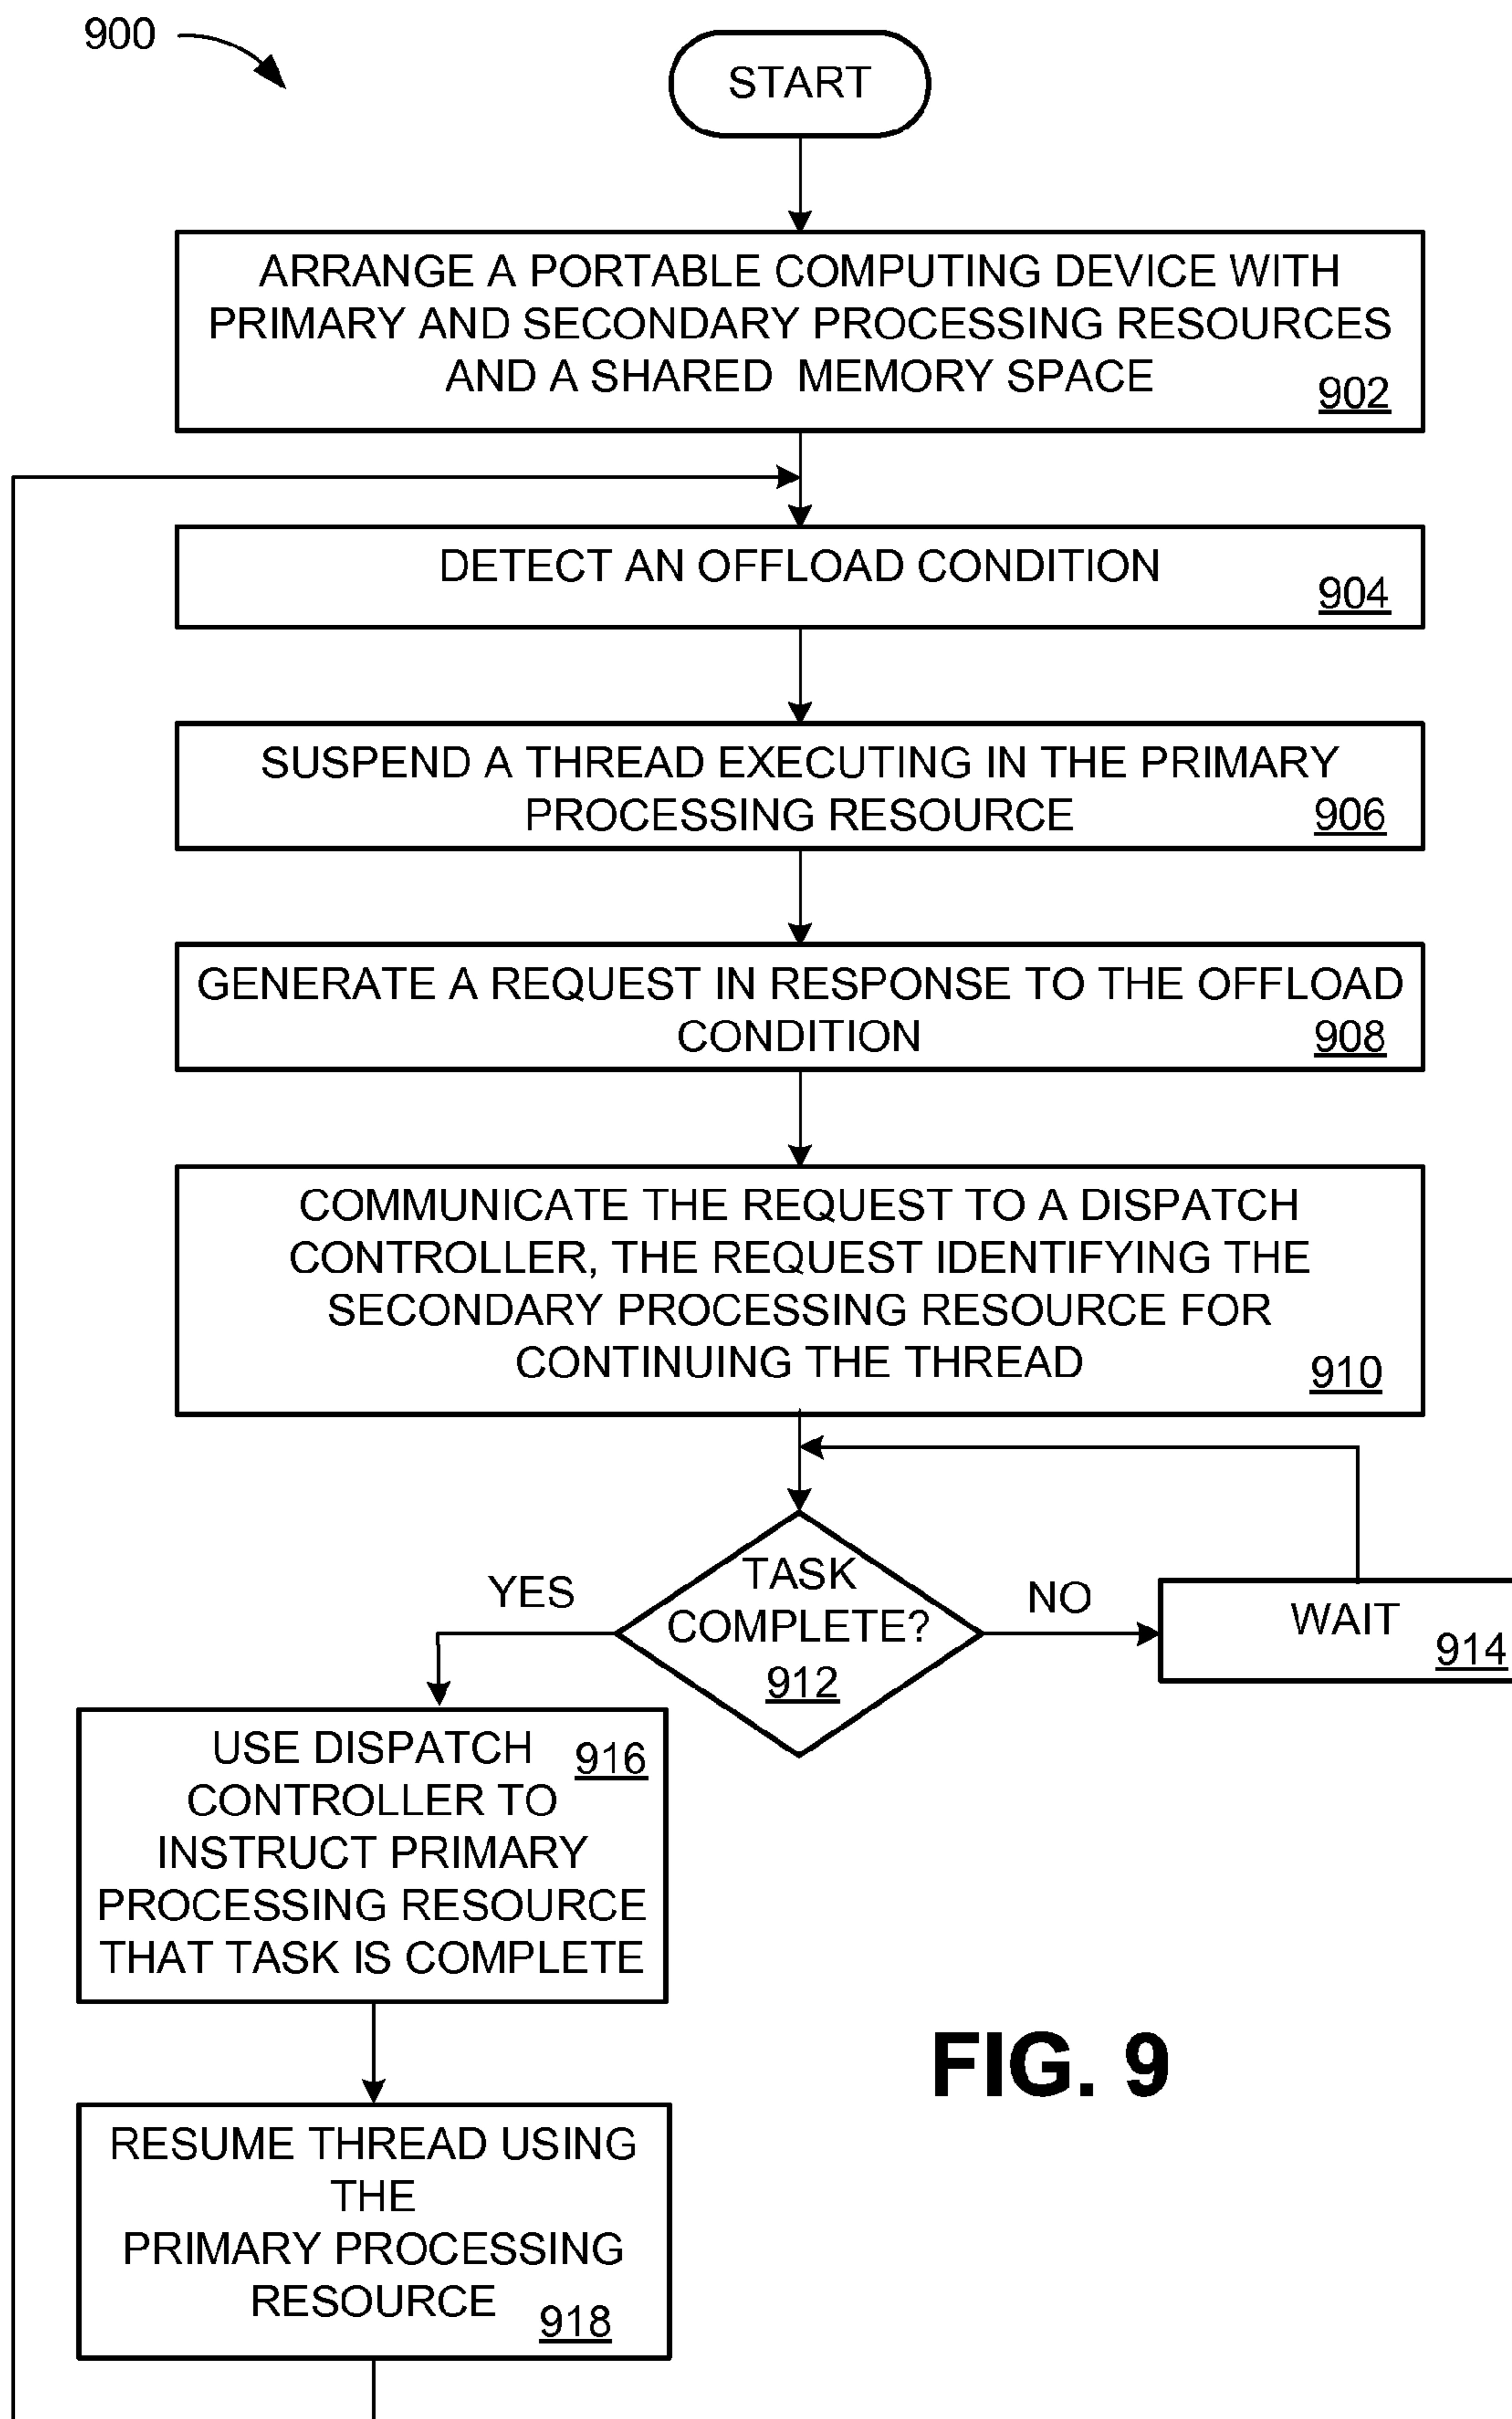 900
START
ARRANGE A PORTABLE COMPUTING DEVICE WITH
PRIMARY AND SECONDARY PROCESSING RESOURCES
AND A SHARED MEMORY SPACE
902
DETECT AN OFFLOAD CONDITION
904
SUSPEND A THREAD EXECUTING IN THE PRIMARY
PROCESSING RESOURCE
906
GENERATE A REQUEST IN RESPONSE TO THE OFFLOAD
CONDITION
908
COMMUNICATE THE REQUEST TO A DISPATCH
CONTROLLER, THE REQUEST IDENTIFYING THE
SECONDARY PROCESSING RESOURCE FOR
CONTINUING THE THREAD
910
TASK
COMPLETE?
912
YES
NO
WAIT
914
USE DISPATCH
916
CONTROLLER TO
INSTRUCT PRIMARY
PROCESSING RESOURCE
THAT TASK IS COMPLETE
RESUME THREAD USING
THE
PRIMARY PROCESSING
RESOURCE
918
FIG. 9